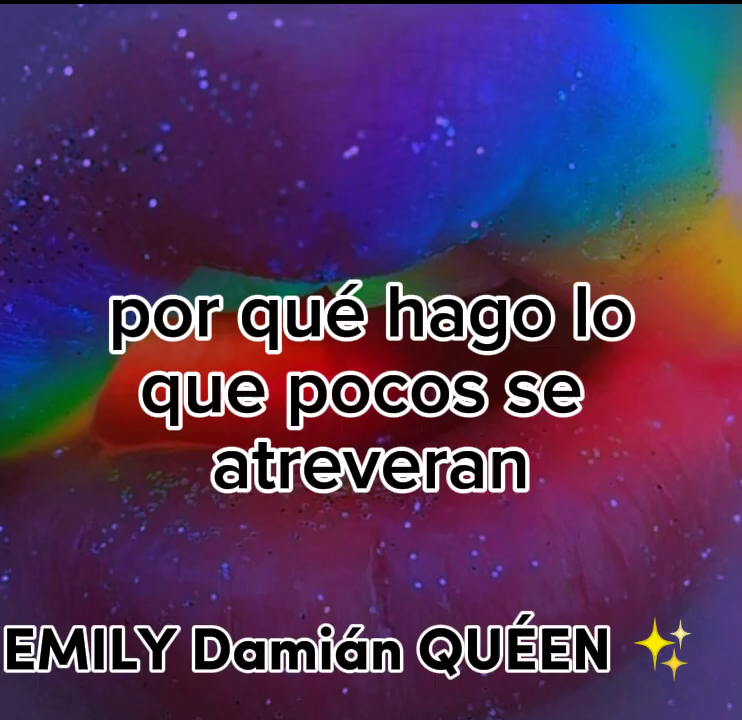 por qué hago lo
que pocos se
atreveran
EMILY Damián QUÉEN ✨